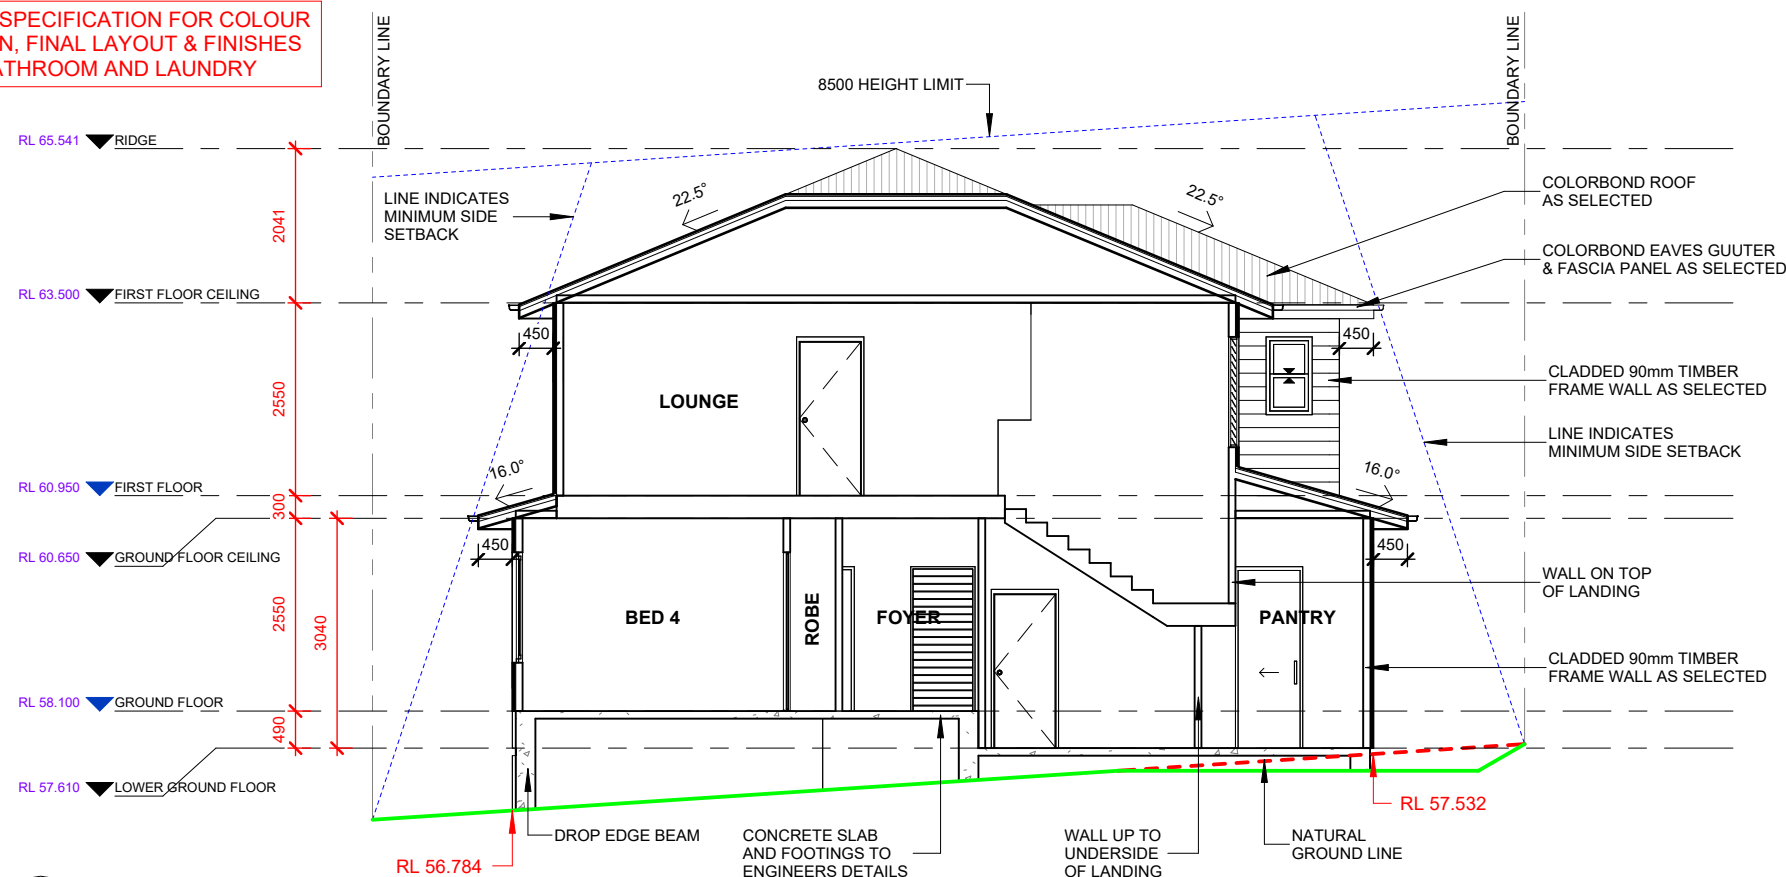 SPECIFICATION FOR COLOUR
N, FINAL LAYOUT & FINISHES
ATHROOM AND LAUNDRY
BOUNDARY LINE
BOUNDARY LINE
8500 HEIGHT LIMIT
RL 65.541 RIDGE
LINE INDICATES
MINIMUM SIDE
SETBACK
22.5°
22.5°
COLORBOND ROOF
AS SELECTED
2041
COLORBOND EAVES GUUTER
& FASCIA PANEL AS SELECTED
RL 63.500 FIRST FLOOR CEILING
450
450
2550
LOUNGE
CLADDED 90mm TIMBER
FRAME WALL AS SELECTED
LINE INDICATES
MINIMUM SIDE SETBACK
16.0°
16.0°
RL 60.950 FIRST FLOOR
300
450
450
RL 60.650 GROUND FLOOR CEILING
WALL ON TOP
OF LANDING
2550
3040
BED 4
ROBE
FOYER
PANTRY
CLADDED 90mm TIMBER
FRAME WALL AS SELECTED
RL 58.100 GROUND FLOOR
490
RL 57.610 LOWER GROUND FLOOR
RL 57.532
DROP EDGE BEAM
CONCRETE SLAB
AND FOOTINGS TO
ENGINEERS DETAILS
WALL UP TO
UNDERSIDE
OF LANDING
NATURAL
GROUND LINE
RL 56.784